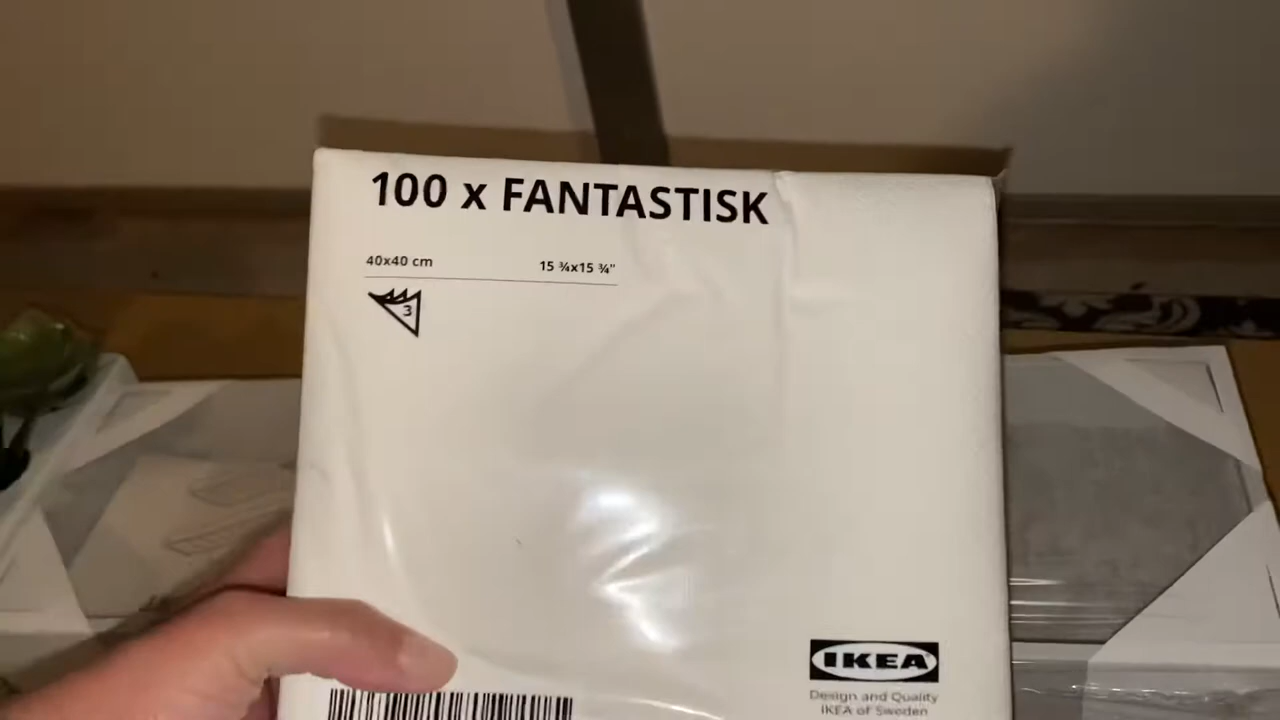 100 x FANTASTISK
40x40 cm 15 ¾x15 ¾"
3
IKEA
Design and Quality
IKEA of Sweden